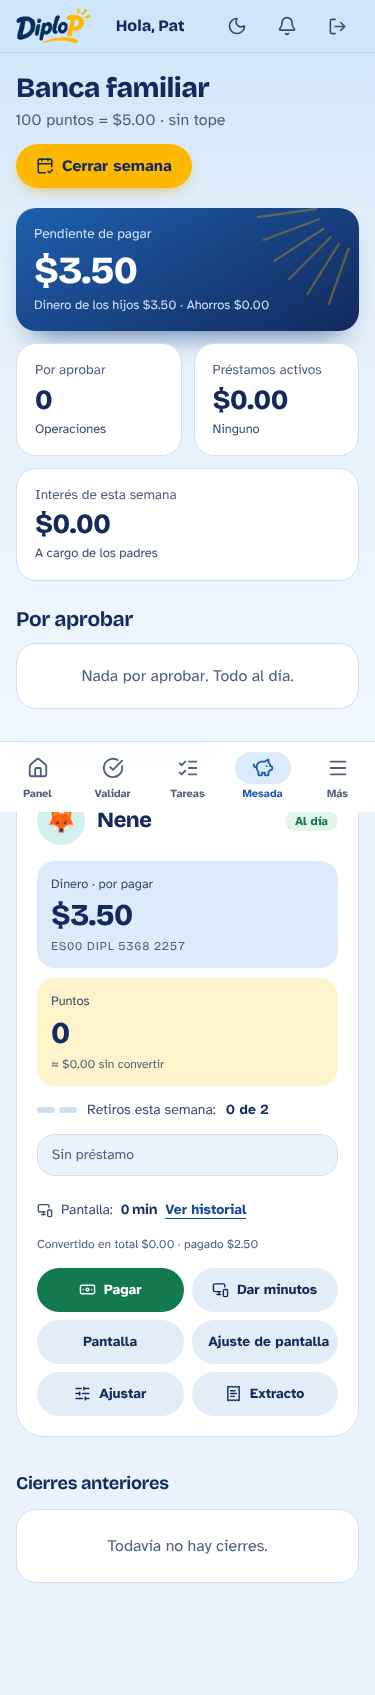 DiploP
Hola, Pat
Banca familiar
100 puntos = $5.00 · sin tope
Cerrar semana
Pendiente de pagar
$3.50
Dinero de los hijos $3.50 · Ahorros $0.00
Por aprobar
0
Operaciones
Préstamos activos
$0.00
Ninguno
Interés de esta semana
$0.00
A cargo de los padres
Por aprobar
Nada por aprobar. Todo al día.
Panel
Validar
Tareas
Mesada
Más
Nene
Al día
Dinero · por pagar
$3.50
ES00 DIPL 5368 2257
Puntos
0
≈ $0.00 sin convertir
Retiros esta semana: 0 de 2
Sin préstamo
Pantalla: 0 min Ver historial
Convertido en total $0.00 · pagado $2.50
Pagar
Dar minutos
Pantalla
Ajuste de pantalla
Ajustar
Extracto
Cierres anteriores
Todavía no hay cierres.